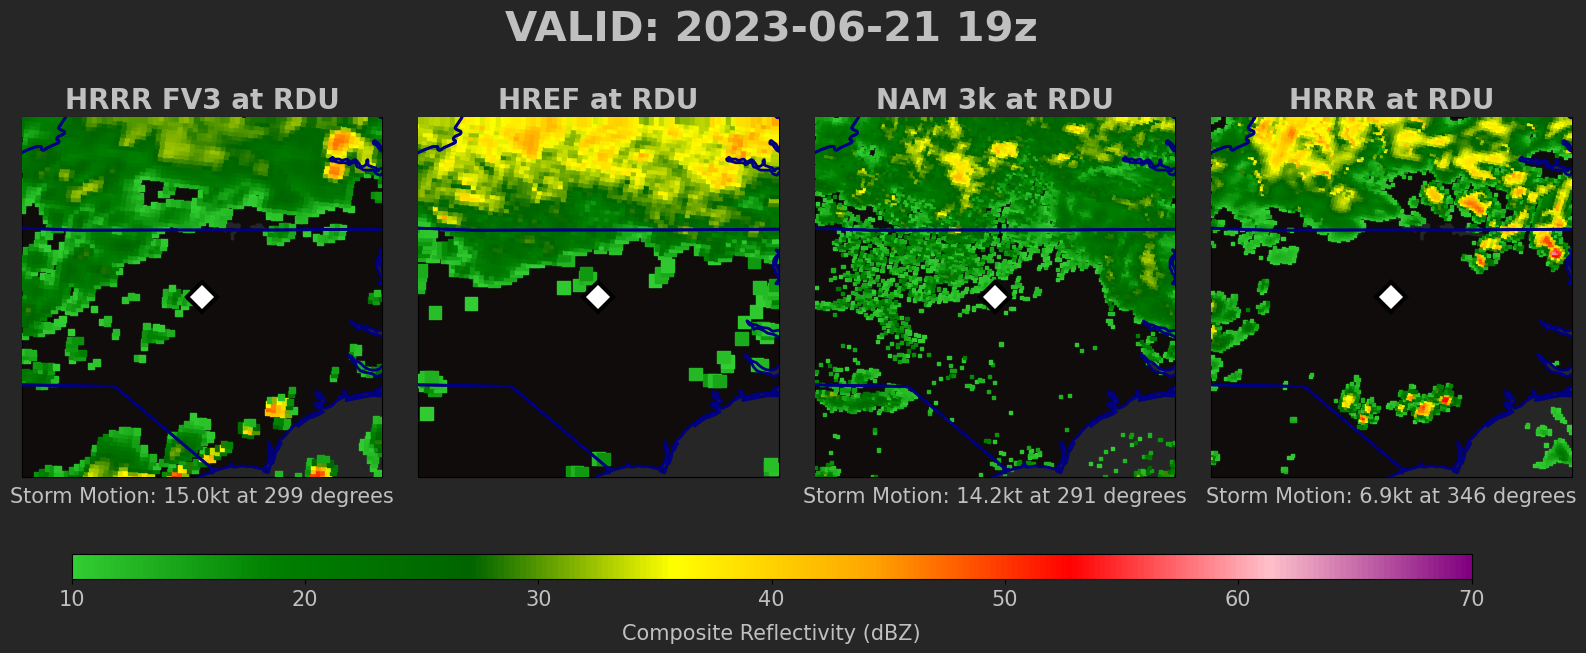 VALID: 2023-06-21 19z
HRRR FV3 at RDU
HREF at RDU
NAM 3k at RDU
HRRR at RDU
Storm Motion: 15.0kt at 299 degrees
Storm Motion: 14.2kt at 291 degrees
Storm Motion: 6.9kt at 346 degrees
10 20 30 40 50 60 70
Composite Reflectivity (dBZ)